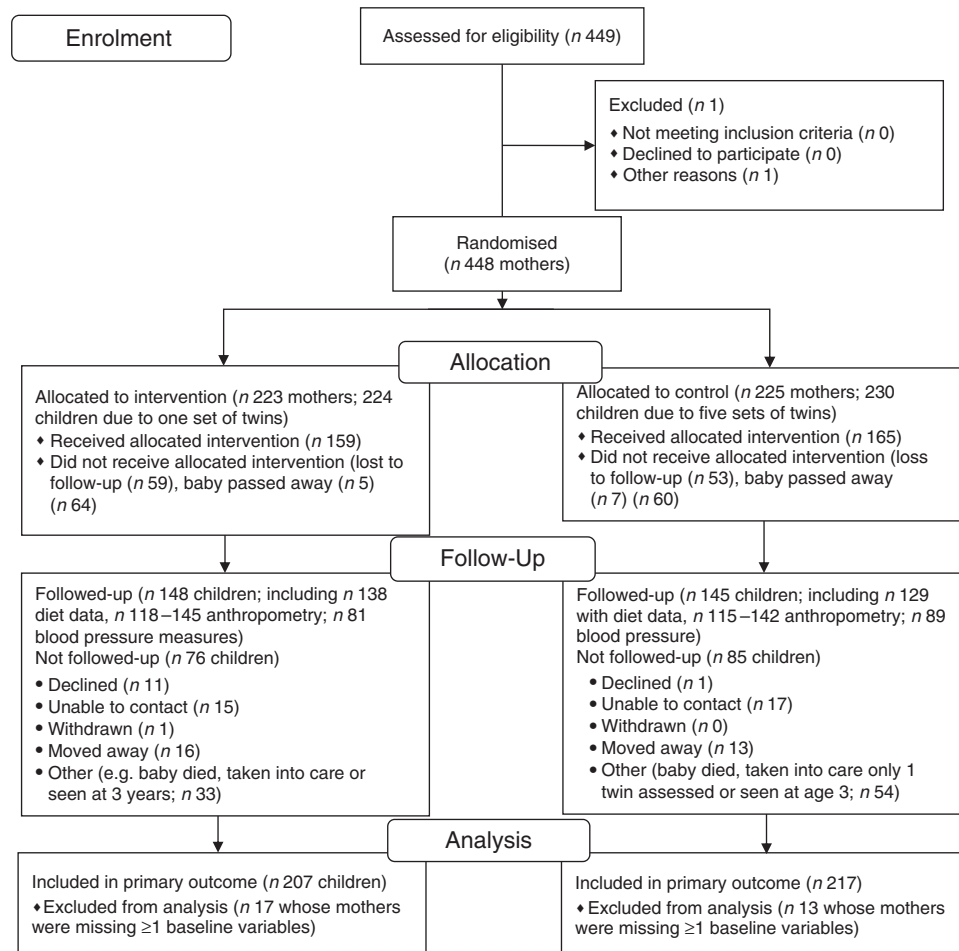 Enrolment
Assessed for eligibility (n 449)
Excluded (n 1)
♦ Not meeting inclusion criteria (n 0)
♦ Declined to participate (n 0)
♦ Other reasons (n 1)
Randomised
(n 448 mothers)
Allocation
Allocated to intervention (n 223 mothers; 224
children due to one set of twins)
♦ Received allocated intervention (n 159)
♦ Did not receive allocated intervention (lost
to follow-up (n 59), baby passed away (n 5)
(n 64)
Allocated to control (n 225 mothers; 230
children due to five sets of twins)
♦ Received allocated intervention (n 165)
♦ Did not receive allocated intervention (loss
to follow-up (n 53), baby passed away
(n 7) (n 60)
Follow-Up
Followed-up (n 148 children; including n 138
diet data, n 118–145 anthropometry; n 81
blood pressure measures)
Not followed-up (n 76 children)
• Declined (n 11)
• Unable to contact (n 15)
• Withdrawn (n 1)
• Moved away (n 16)
• Other (e.g. baby died, taken into care or
seen at 3 years; n 33)
Followed-up (n 145 children; including n 129
with diet data, n 115–142 anthropometry; n 89
blood pressure)
Not followed-up (n 85 children)
• Declined (n 1)
• Unable to contact (n 17)
• Withdrawn (n 0)
• Moved away (n 13)
• Other (baby died, taken into care only 1
twin assessed or seen at age 3; n 54)
Analysis
Included in primary outcome (n 207 children)
♦Excluded from analysis (n 17 whose mothers
were missing ≥1 baseline variables)
Included in primary outcome (n 217)
♦Excluded from analysis (n 13 whose mothers
were missing ≥1 baseline variables)